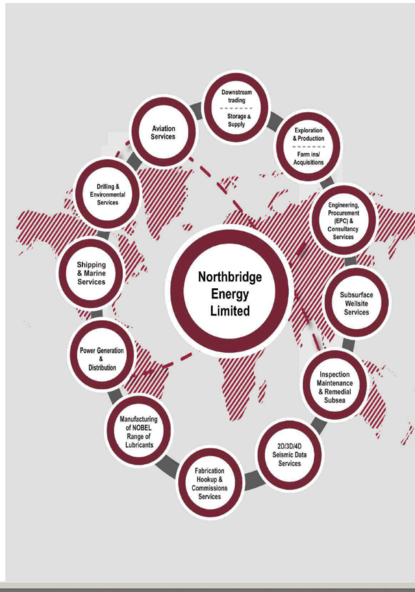 Downstream
trading
Storage &
Supply
Exploration
& Production
Farm ins/
Acquisitions
Engineering,
Procurement
(EPC) &
Consultancy
Services
Subsurface
Wellsite
Services
Inspection
Maintenance
& Remedial
Subsea
2D/3D/4D
Seismic Data
Services
Fabrication
Hookup &
Commissions
Services
Manufacturing
of NOBEL
Range of
Lubricants
Power Generation
&
Distribution
Shipping
& Marine
Services
Drilling &
Environmental
Services
Aviation
Services
Northbridge
Energy
Limited